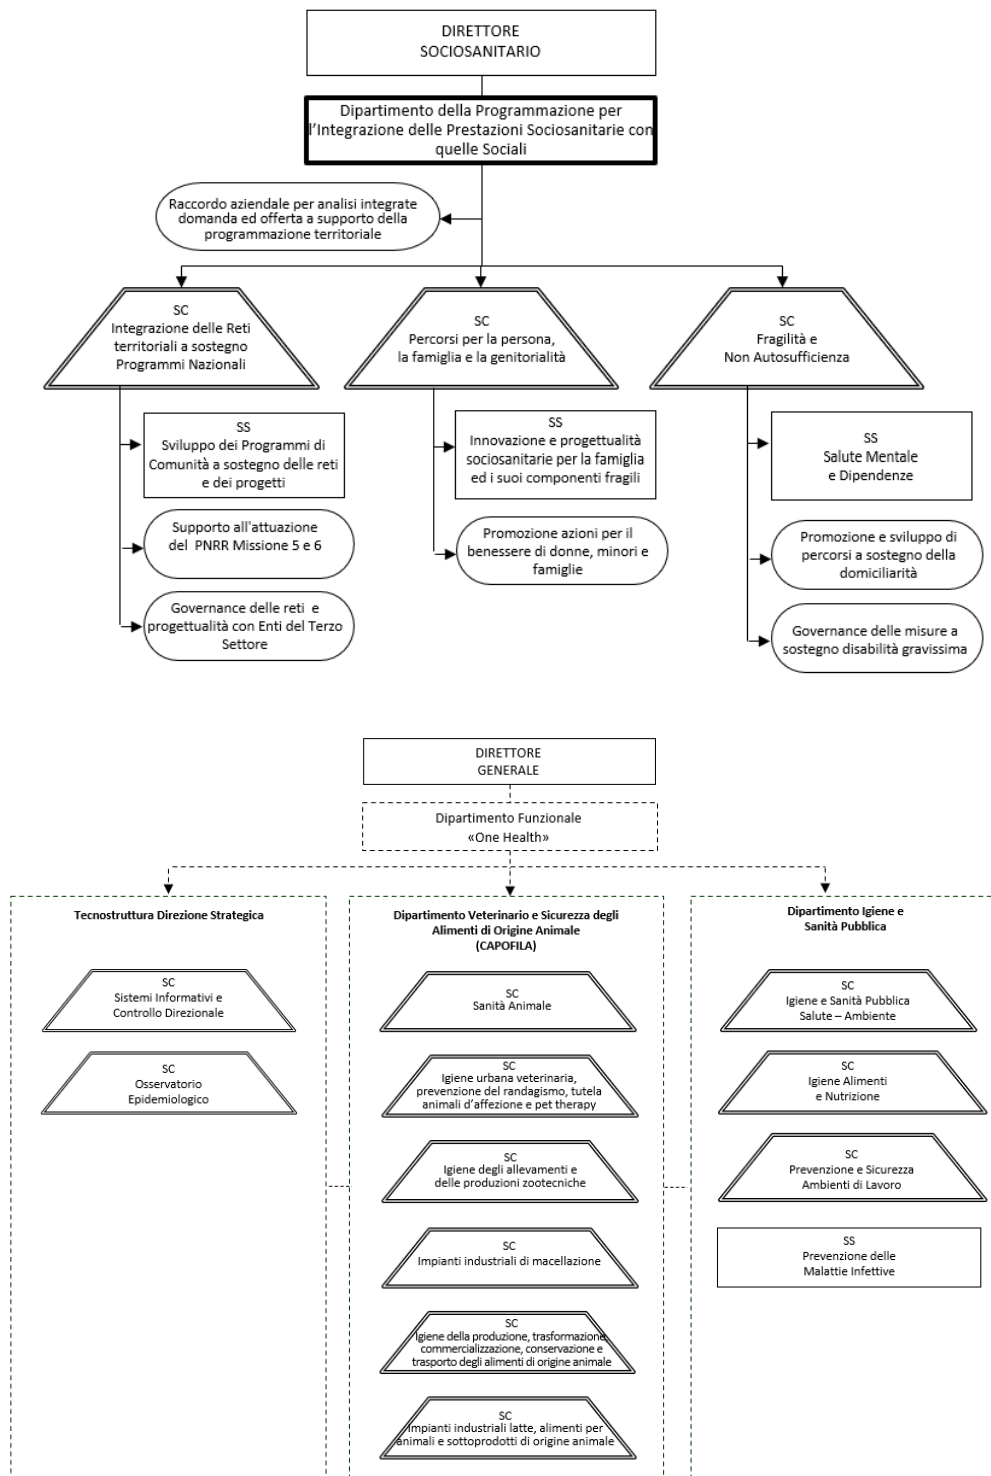 DIRETTORE
SOCIOSANITARIO
Dipartimento della Programmazione per
l'Integrazione delle Prestazioni Sociosanitarie con
quelle Sociali
Raccordo aziendale per analisi integrate
domanda ed offerta a supporto della
programmazione territoriale
SC
Integrazione delle Reti
territoriali a sostegno
Programmi Nazionali
SC
Percorsi per la persona,
la famiglia e la genitorialità
SC
Fragilità e
Non Autosufficienza
SS
Sviluppo dei Programmi di
Comunità a sostegno delle reti
e dei progetti
Supporto all'attuazione
del PNRR Missione 5 e 6
Governance delle reti e
progettualità con Enti del Terzo
Settore
SS
Innovazione e progettualità
sociosanitarie per la famiglia
ed i suoi componenti fragili
Promozione azioni per il
benessere di donne, minori e
famiglie
SS
Salute Mentale
e Dipendenze
Promozione e sviluppo di
percorsi a sostegno della
domiciliarità
Governance delle misure a
sostegno disabilità gravissima
DIRETTORE
GENERALE
Dipartimento Funzionale
«One Health»
Tecnostruttura Direzione Strategica
SC
Sistemi Informativi e
Controllo Direzionale
SC
Osservatorio
Epidemiologico
Dipartimento Veterinario e Sicurezza degli
Alimenti di Origine Animale
(CAPOFILA)
SC
Sanità Animale
SC
Igiene urbana veterinaria,
prevenzione del randagismo, tutela
animali d'affezione e pet therapy
SC
Igiene degli allevamenti e
delle produzioni zootecniche
SC
Impianti industriali di macellazione
SC
Igiene della produzione, trasformazione,
commercializzazione, conservazione e
trasporto degli alimenti di origine animale
SC
Impianti industriali latte, alimenti per
animali e sottoprodotti di origine animale
Dipartimento Igiene e
Sanità Pubblica
SC
Igiene e Sanità Pubblica
Salute – Ambiente
SC
Igiene Alimenti
e Nutrizione
SC
Prevenzione e Sicurezza
Ambienti di Lavoro
SS
Prevenzione delle
Malattie Infettive